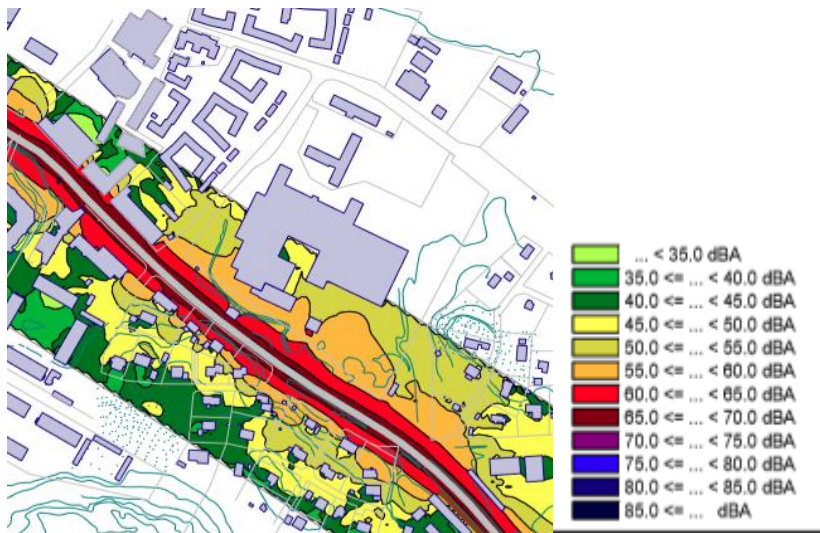 ... < 35.0 dBA
35.0 <= ... < 40.0 dBA
40.0 <= ... < 45.0 dBA
45.0 <= ... < 50.0 dBA
50.0 <= ... < 55.0 dBA
55.0 <= ... < 60.0 dBA
60.0 <= ... < 65.0 dBA
65.0 <= ... < 70.0 dBA
70.0 <= ... < 75.0 dBA
75.0 <= ... < 80.0 dBA
80.0 <= ... < 85.0 dBA
85.0 <= ... dBA